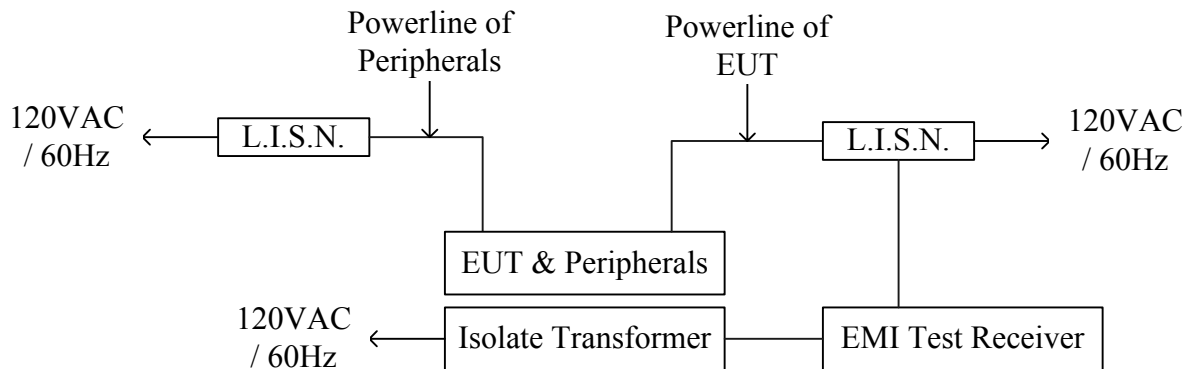 Powerline of
Peripherals
Powerline of
EUT
120VAC
/ 60Hz
L.I.S.N.
L.I.S.N.
120VAC
/ 60Hz
EUT & Peripherals
120VAC
/ 60Hz
Isolate Transformer
EMI Test Receiver